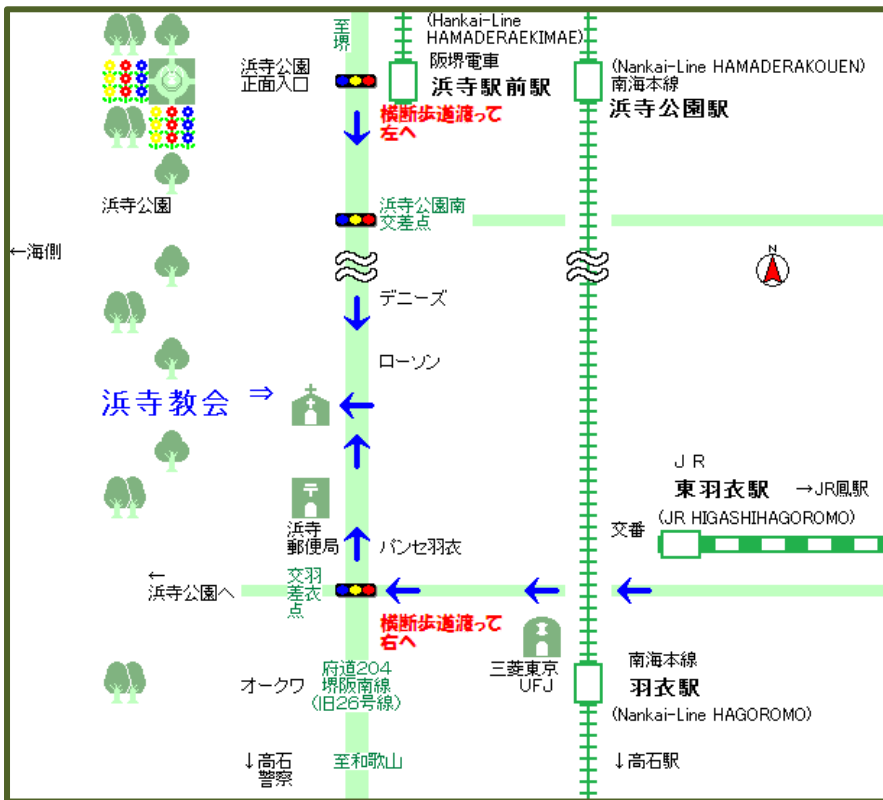 至
堺
(Hankai-Line
HAMADERAEKIMAE)
阪堺電車
浜寺駅前駅
浜寺公園
正面入口
(Nankai-Line HAMADERAKOUEN)
南海本線
浜寺公園駅
横断歩道渡って
左へ
浜寺公園
浜寺公園南
交差点
←海側
N
デニーズ
ローソン
浜寺教会 ⇒
ＪＲ
東羽衣駅 →JR鳳駅
(JR HIGASHIHAGOROMO)
交番
〒
浜寺
郵便局
パンセ羽衣
←
浜寺公園へ
羽衣
交差点
横断歩道渡って
右へ
三菱東京
UFJ
オークワ
府道204
堺阪南線
(旧26号線)
南海本線
羽衣駅
(Nankai-Line HAGOROMO)
↓高石
警察
至和歌山
↓高石駅